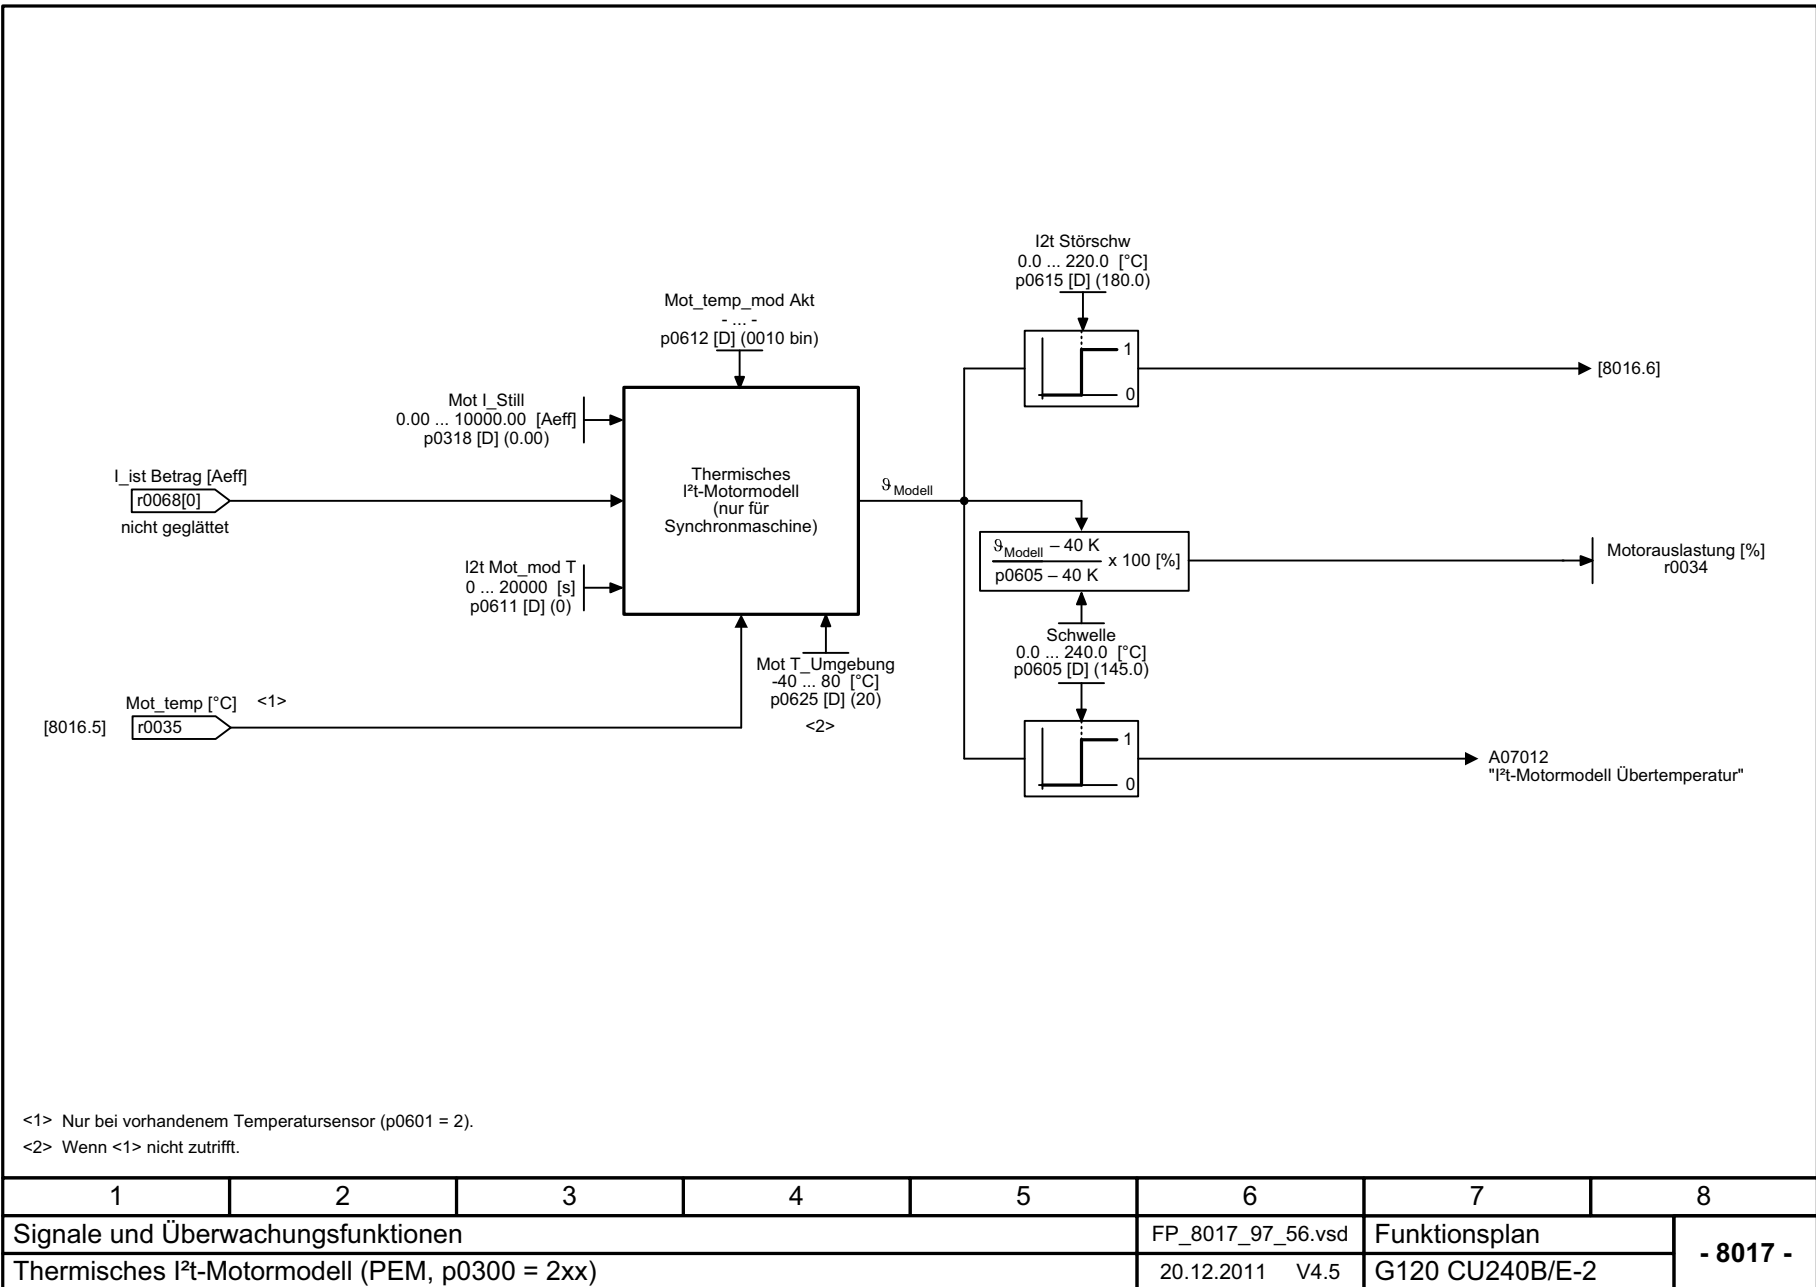 I2t Störschw
0.0 ... 220.0 [°C]
p0615 [D] (180.0)
Mot_temp_mod Akt
- ... -
p0612 [D] (0010 bin)
1
0
[8016.6]
Mot I_Still
0.00 ... 10000.00 [Aeff]
p0318 [D] (0.00)
I_ist Betrag [Aeff]
r0068[0]
nicht geglättet
Thermisches
I²t-Motormodell
(nur für
Synchronmaschine)
ϑModell
ϑModell – 40 K
p0605 – 40 K
x 100 [%]
Motorauslastung [%]
r0034
I2t Mot_mod T
0 ... 20000 [s]
p0611 [D] (0)
Schwelle
0.0 ... 240.0 [°C]
p0605 [D] (145.0)
Mot T_Umgebung
-40 ... 80 [°C]
p0625 [D] (20)
<2>
Mot_temp [°C] <1>
[8016.5] r0035
1
0
A07012
"I²t-Motormodell Übertemperatur"
<1> Nur bei vorhandenem Temperatursensor (p0601 = 2).
<2> Wenn <1> nicht zutrifft.
1 2 3 4 5 6 7 8
Signale und Überwachungsfunktionen FP_8017_97_56.vsd Funktionsplan
- 8017 -
Thermisches I²t-Motormodell (PEM, p0300 = 2xx) 20.12.2011 V4.5 G120 CU240B/E-2